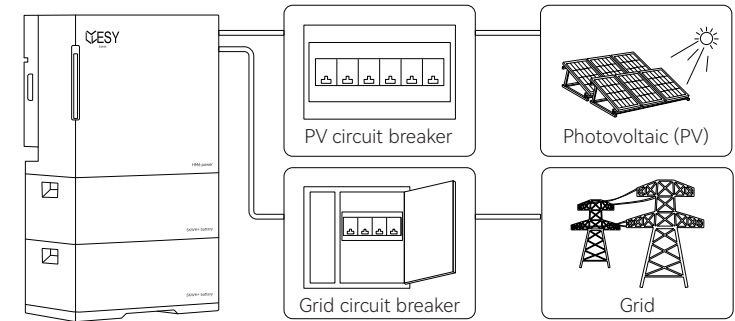 ESY
PV circuit breaker
Photovoltaic (PV)
HM6 power
5kWH+ battery
5kWH+ battery
Grid circuit breaker
Grid